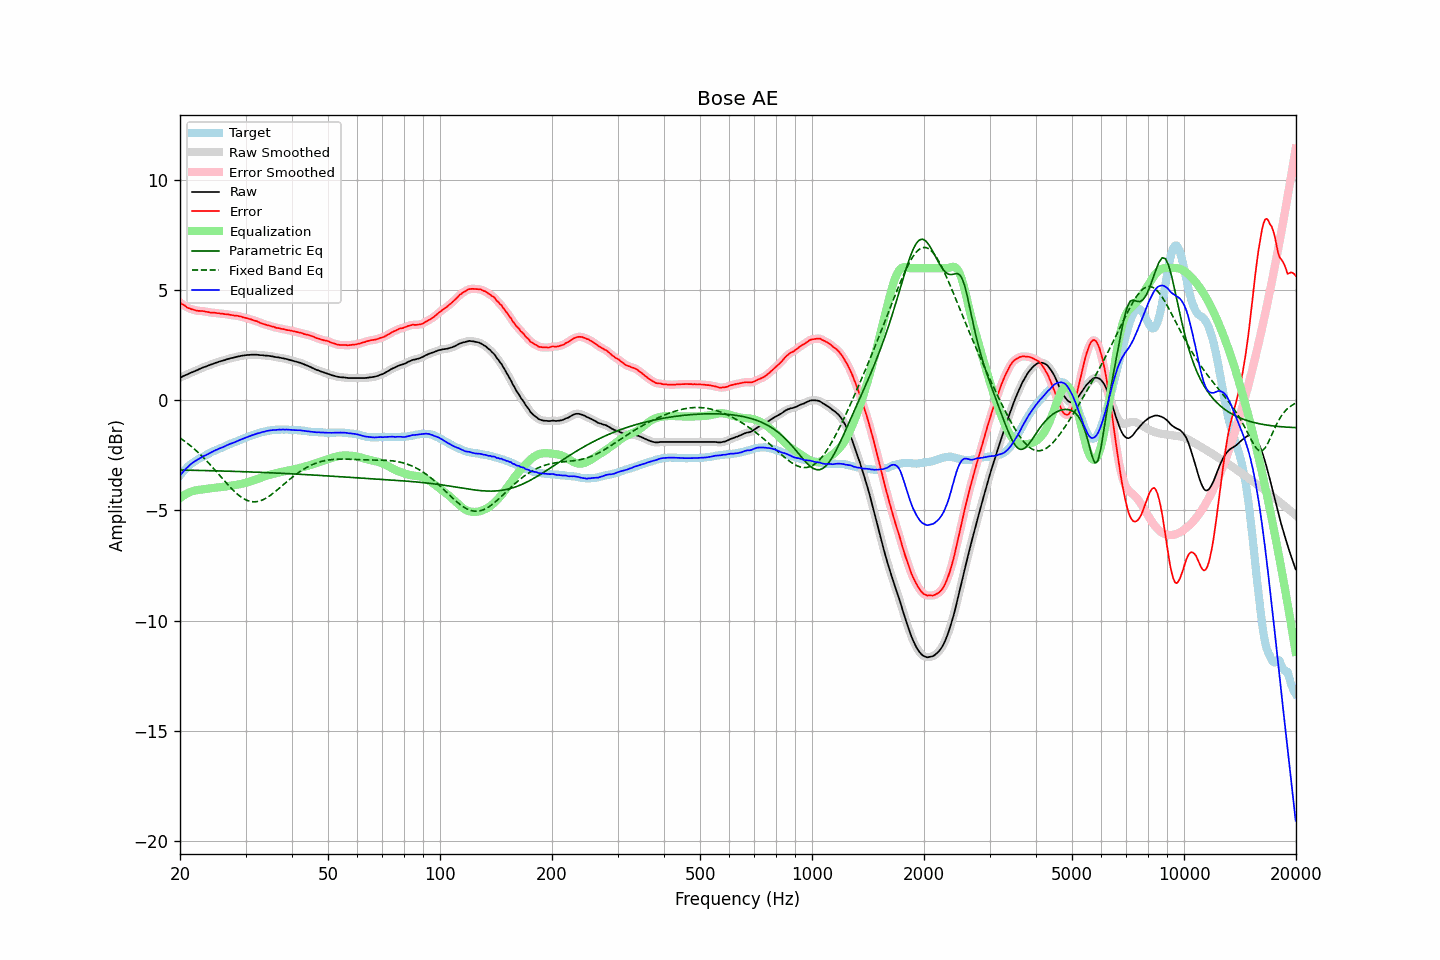 Bose AE
Target
Raw Smoothed
Error Smoothed
Raw
Error
Equalization
Parametric Eq
Fixed Band Eq
Equalized
Amplitude (dBr)
10
5
0
−5
−10
−15
−20
20 50 100 200 500 1000 2000 5000 10000 20000
Frequency (Hz)